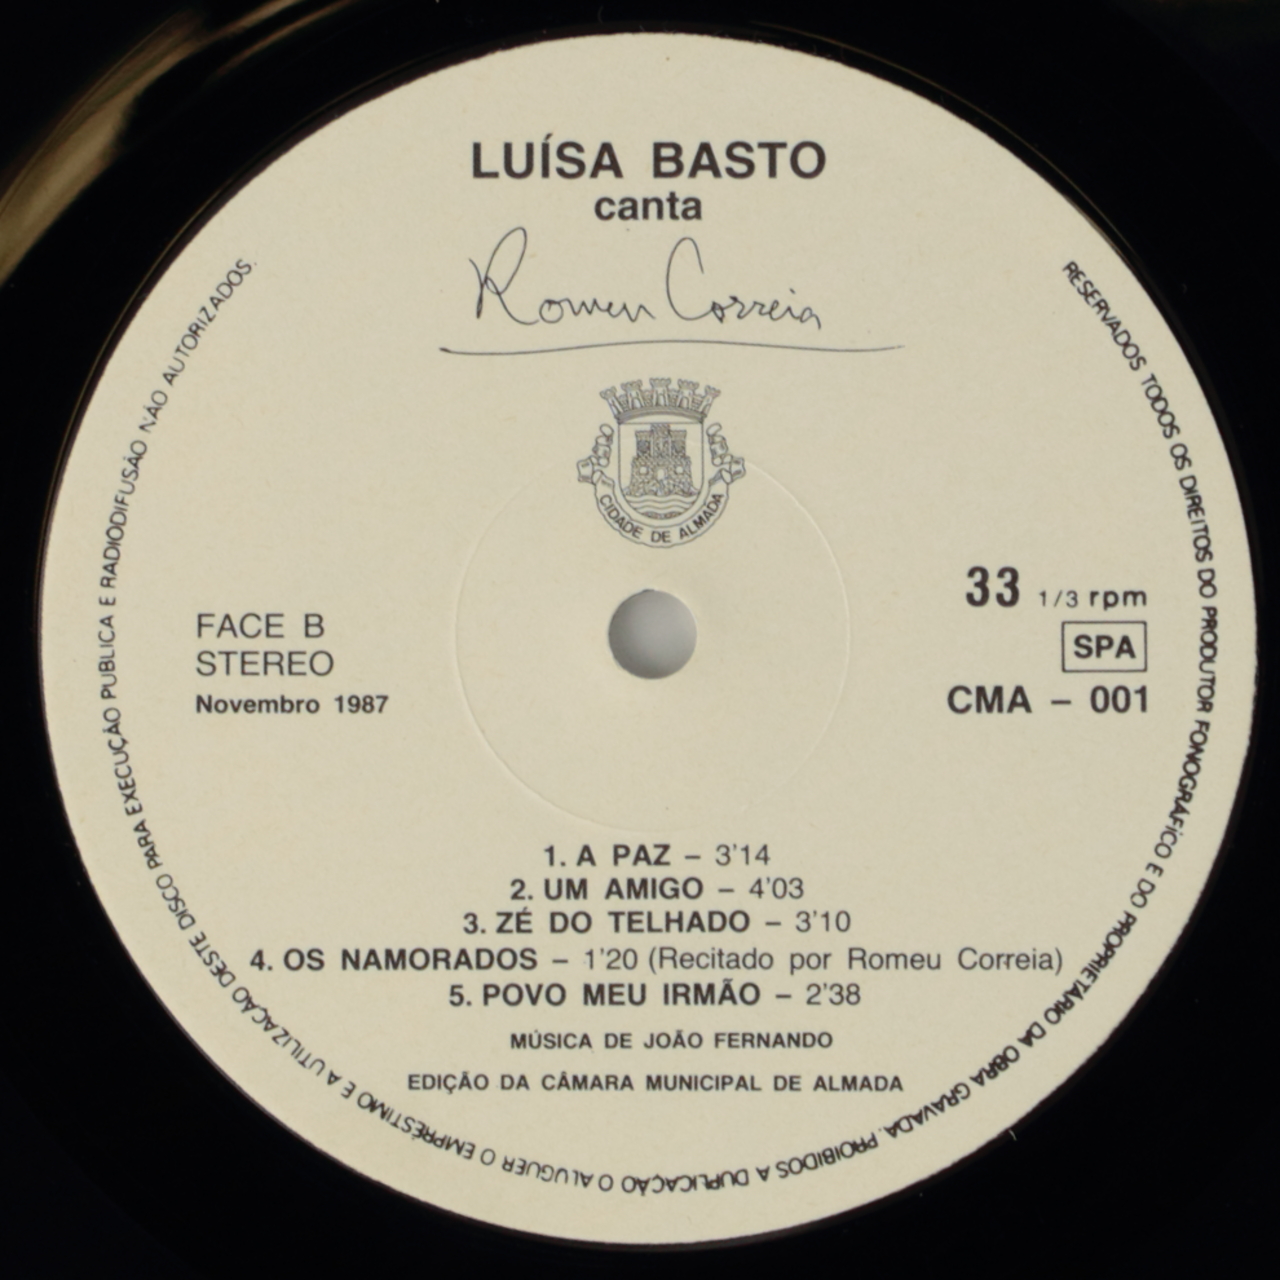 LUÍSA BASTO
canta
Romeu Correia
CIDADE DE ALMADA
33 1/3 rpm
SPA
CMA – 001
FACE B
STEREO
Novembro 1987
1. A PAZ – 3'14
2. UM AMIGO – 4'03
3. ZÉ DO TELHADO – 3'10
4. OS NAMORADOS – 1'20 (Recitado por Romeu Correia)
5. POVO MEU IRMÃO – 2'38
MÚSICA DE JOÃO FERNANDO
EDIÇÃO DA CÂMARA MUNICIPAL DE ALMADA
RESERVADOS TODOS OS DIREITOS DO PRODUTOR FONOGRÁFICO E DO PROPRIETÁRIO DA OBRA GRAVADA. PROIBIDOS A DUPLICAÇÃO O ALUGUER O EMPRÉSTIMO E A UTILIZAÇÃO DESTE DISCO PARA EXECUÇÃO PUBLICA E RADIODIFUSÃO NÃO AUTORIZADOS.